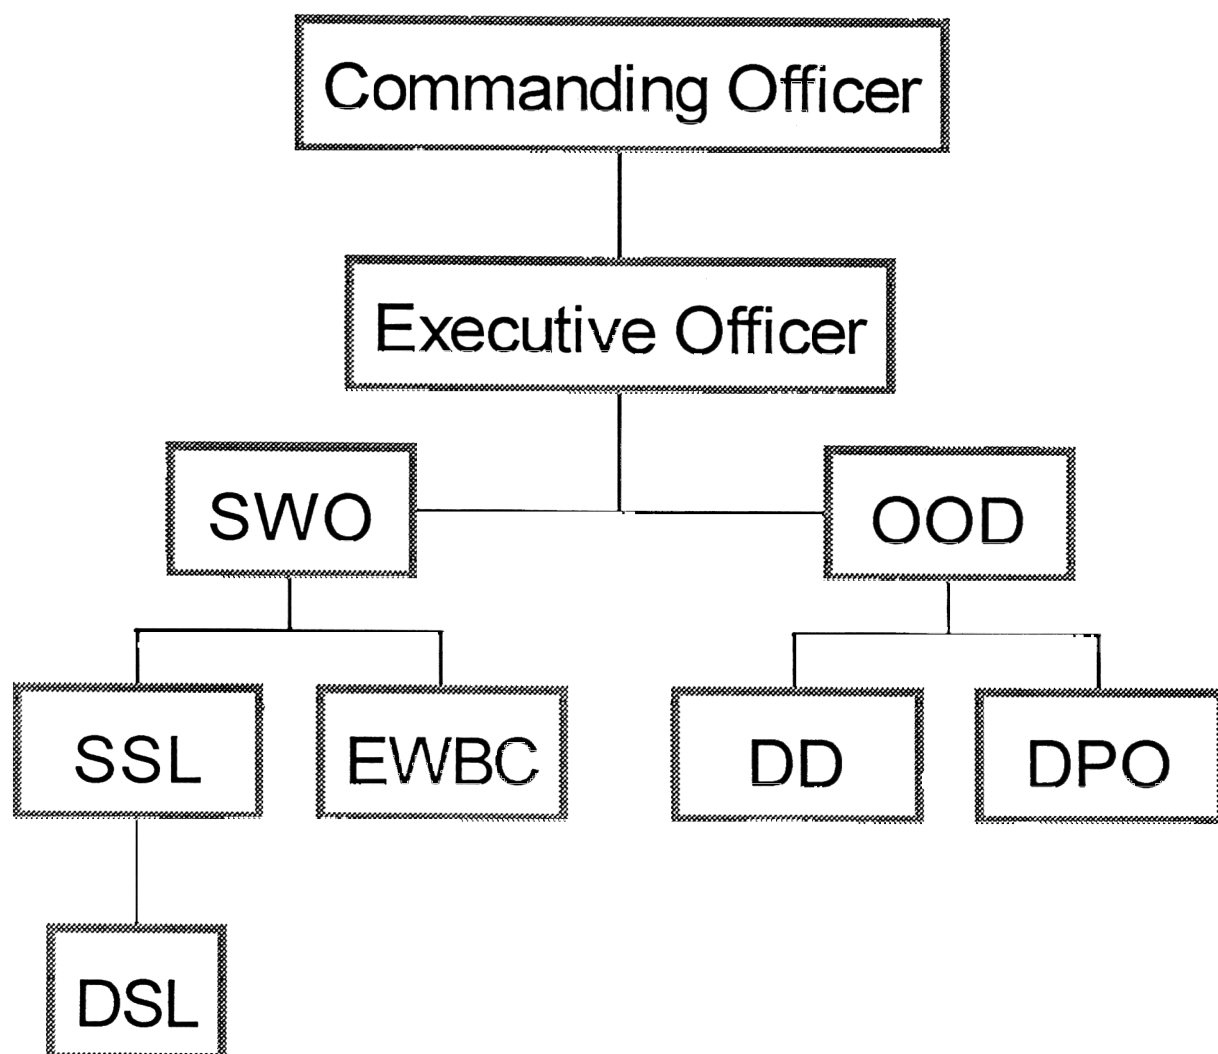 Commanding Officer
Executive Officer
SWO
OOD
SSL
EWBC
DD
DPO
DSL